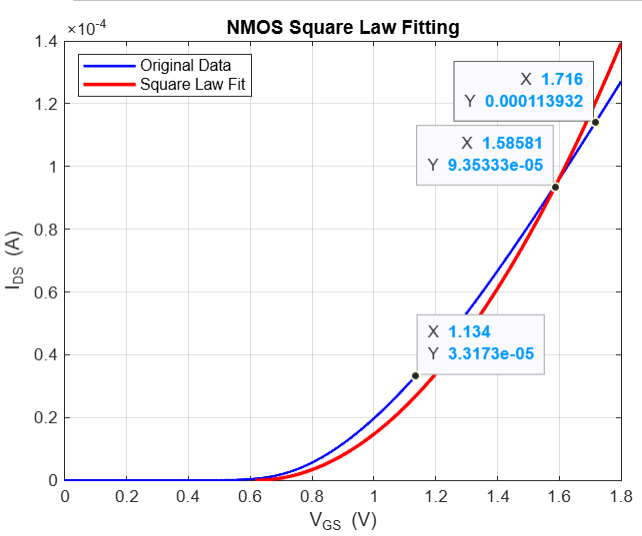 NMOS Square Law Fitting
×10-4
1.4
1.2
1
0.8
0.6
0.4
0.2
0
Original Data
Square Law Fit
X 1.716
Y 0.000113932
X 1.58581
Y 9.35333e-05
X 1.134
Y 3.3173e-05
0 0.2 0.4 0.6 0.8 1 1.2 1.4 1.6 1.8
VGS (V)
IDS (A)